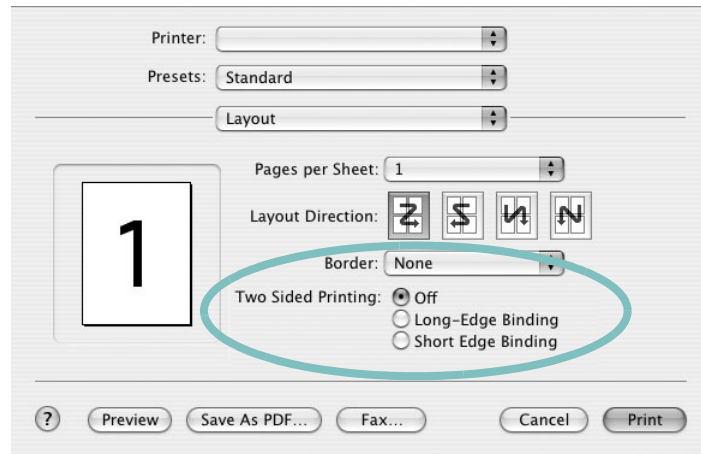 Printer:
Presets: Standard
Layout
Pages per Sheet: 1
Layout Direction:
1
Border: None
Two Sided Printing: Off
Long-Edge Binding
Short Edge Binding
? Preview Save As PDF... Fax... Cancel Print